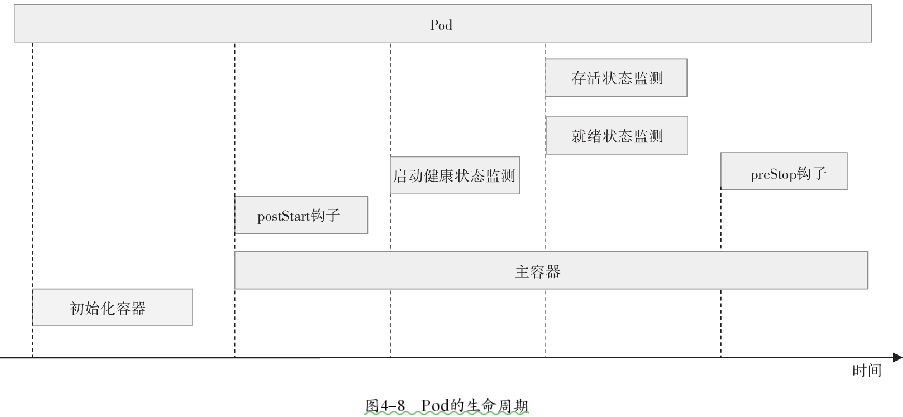 Pod
存活状态监测
就绪状态监测
启动健康状态监测
preStop钩子
postStart钩子
主容器
初始化容器
时间
图4-8 Pod的生命周期